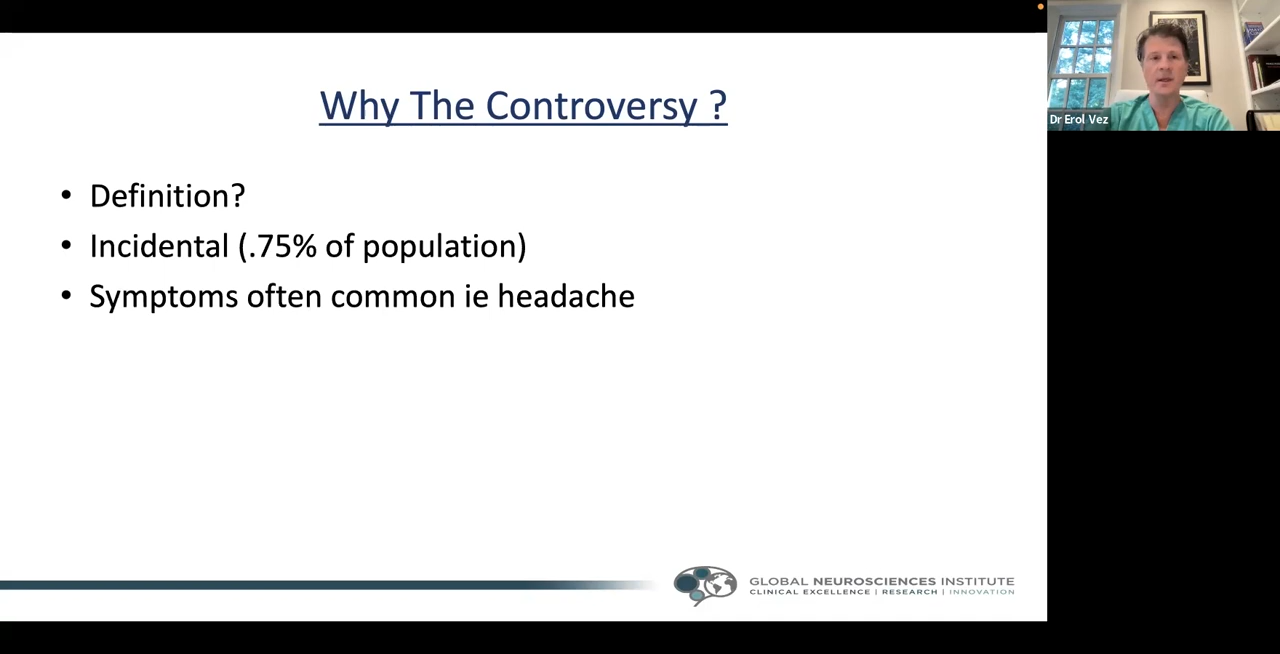 Why The Controversy ?
• Definition?
• Incidental (.75% of population)
• Symptoms often common ie headache
GLOBAL NEUROSCIENCES INSTITUTE
CLINICAL EXCELLENCE | RESEARCH | INNOVATION
Dr Erol Vez